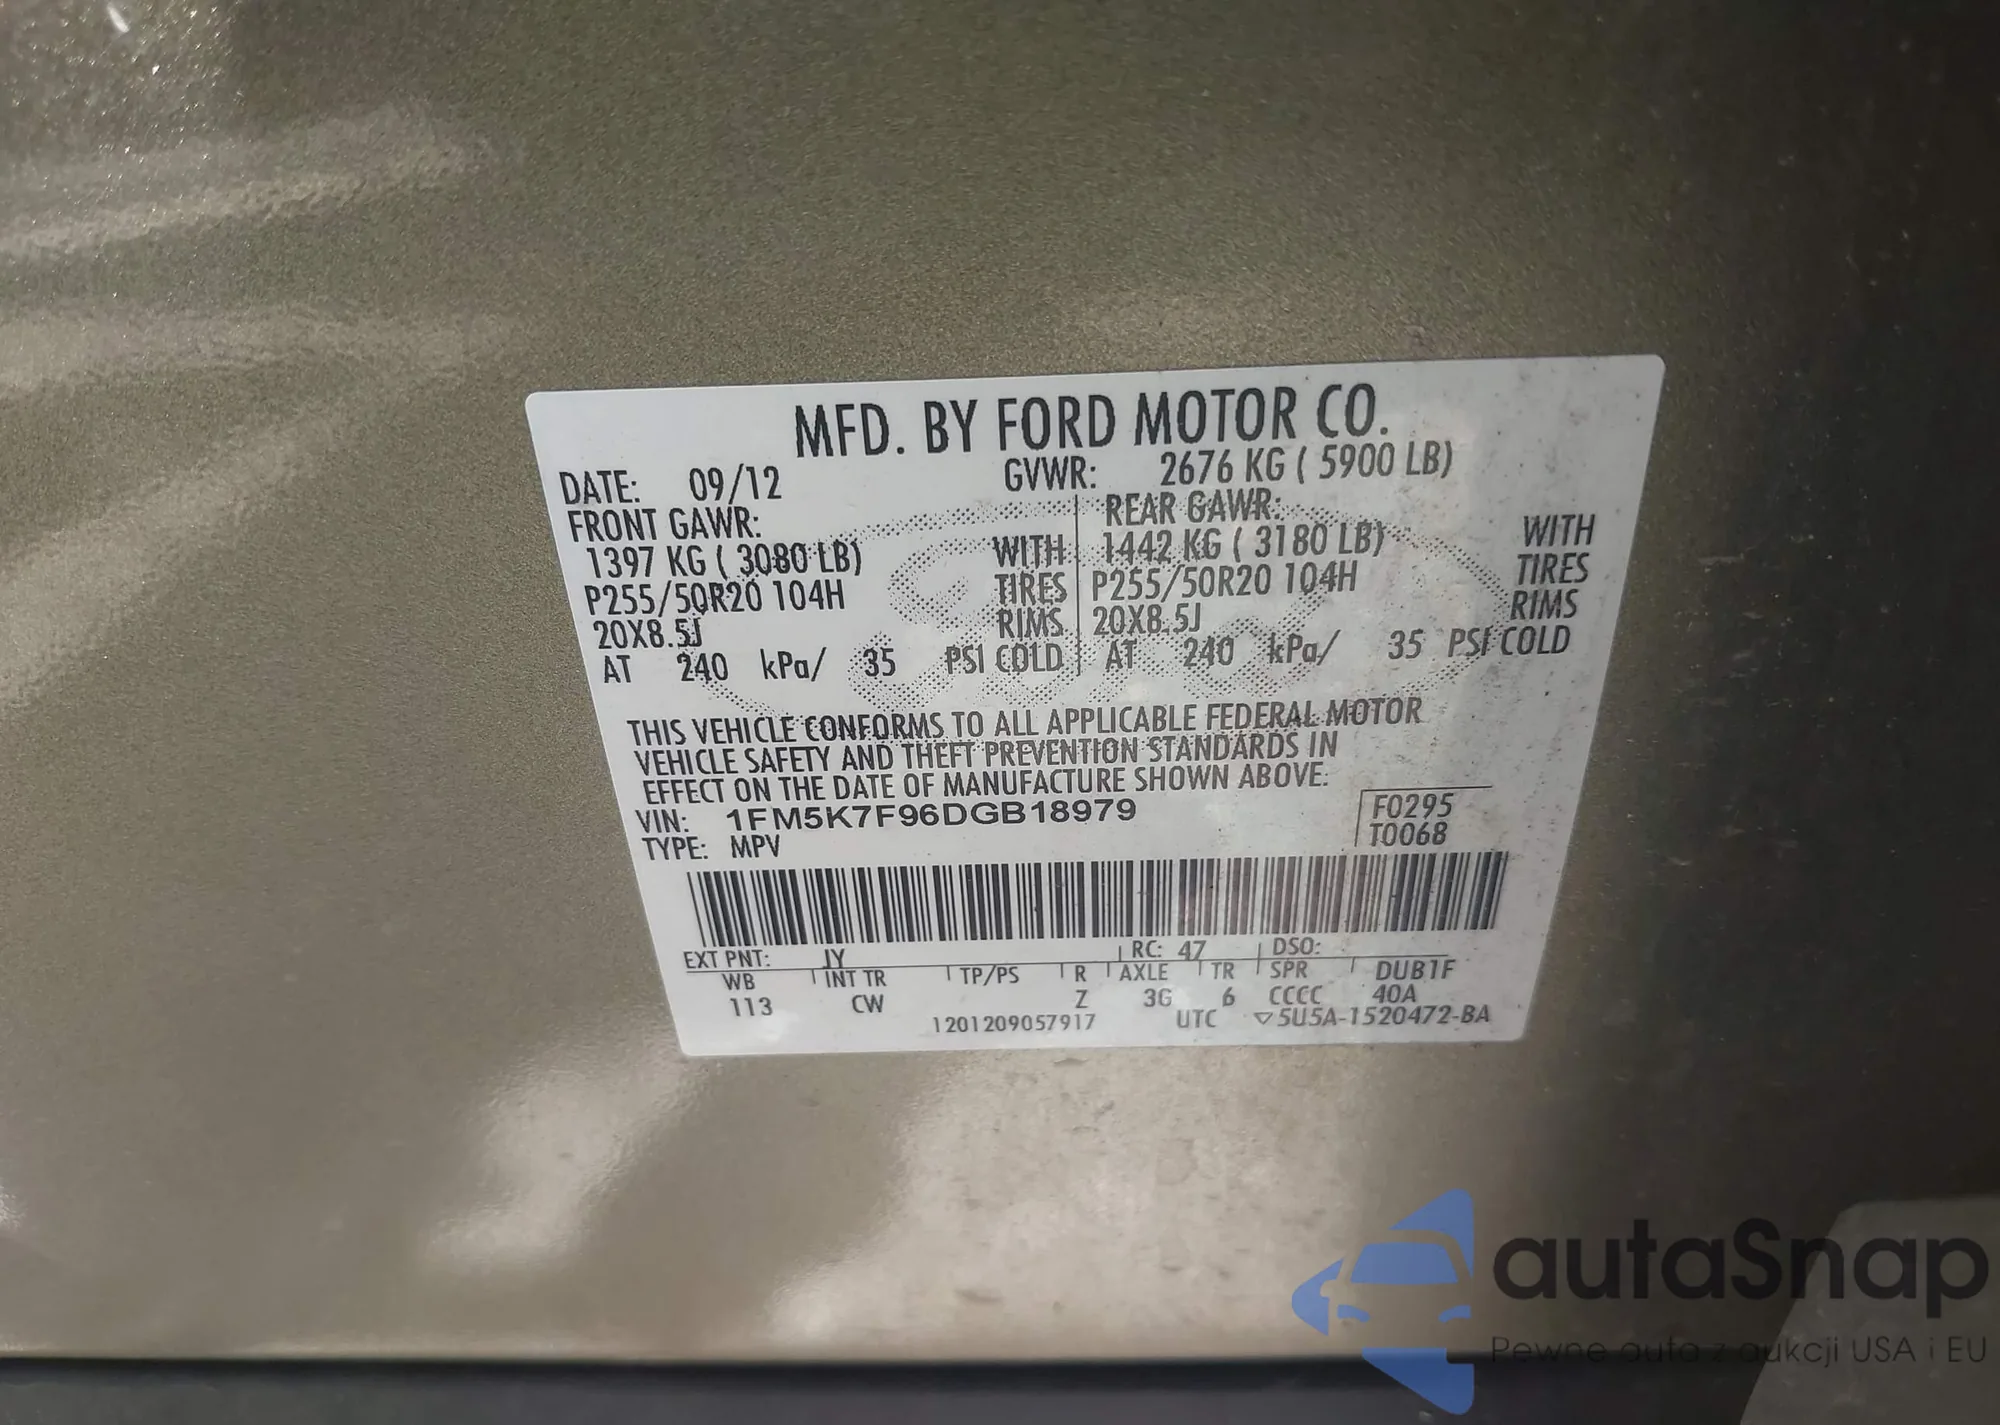 MFD. BY FORD MOTOR CO.
DATE: 09/12 GVWR: 2676 KG ( 5900 LB)
FRONT GAWR: REAR GAWR:
1397 KG ( 3080 LB) WITH 1442 KG ( 3180 LB) WITH
P255/50R20 104H TIRES P255/50R20 104H TIRES
20X8.5J RIMS 20X8.5J RIMS
AT 240 kPa/ 35 PSI COLD AT 240 kPa/ 35 PSI COLD
THIS VEHICLE CONFORMS TO ALL APPLICABLE FEDERAL MOTOR
VEHICLE SAFETY AND THEFT PREVENTION STANDARDS IN
EFFECT ON THE DATE OF MANUFACTURE SHOWN ABOVE.
VIN: 1FM5K7F96DGB18979 F0295
TYPE: MPV T0068
EXT PNT: JY RC: 47 DSO:
WB INT TR TP/PS R AXLE TR SPR DUB1F
113 CW Z 3G 6 CCCC 40A
1201209057917 UTC ▽5U5A-1520472-BA
autaSnap
Pewne auta z aukcji USA i EU